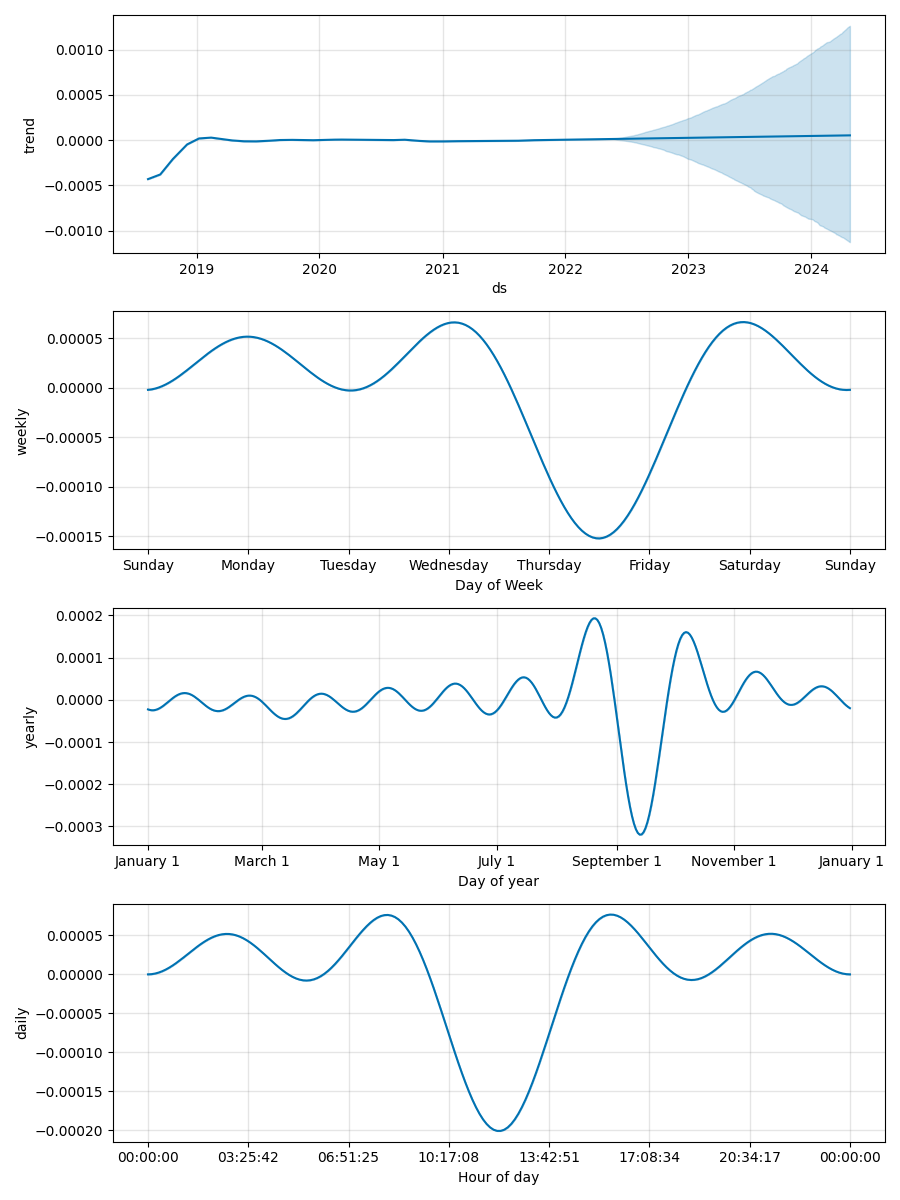 0.0010
0.0005
0.0000
−0.0005
−0.0010
trend
2019 2020 2021 2022 2023 2024
ds
0.00005
0.00000
−0.00005
−0.00010
−0.00015
weekly
Sunday Monday Tuesday Wednesday Thursday Friday Saturday Sunday
Day of Week
0.0002
0.0001
0.0000
−0.0001
−0.0002
−0.0003
yearly
January 1 March 1 May 1 July 1 September 1 November 1 January 1
Day of year
0.00005
0.00000
−0.00005
−0.00010
−0.00015
−0.00020
daily
00:00:00 03:25:42 06:51:25 10:17:08 13:42:51 17:08:34 20:34:17 00:00:00
Hour of day